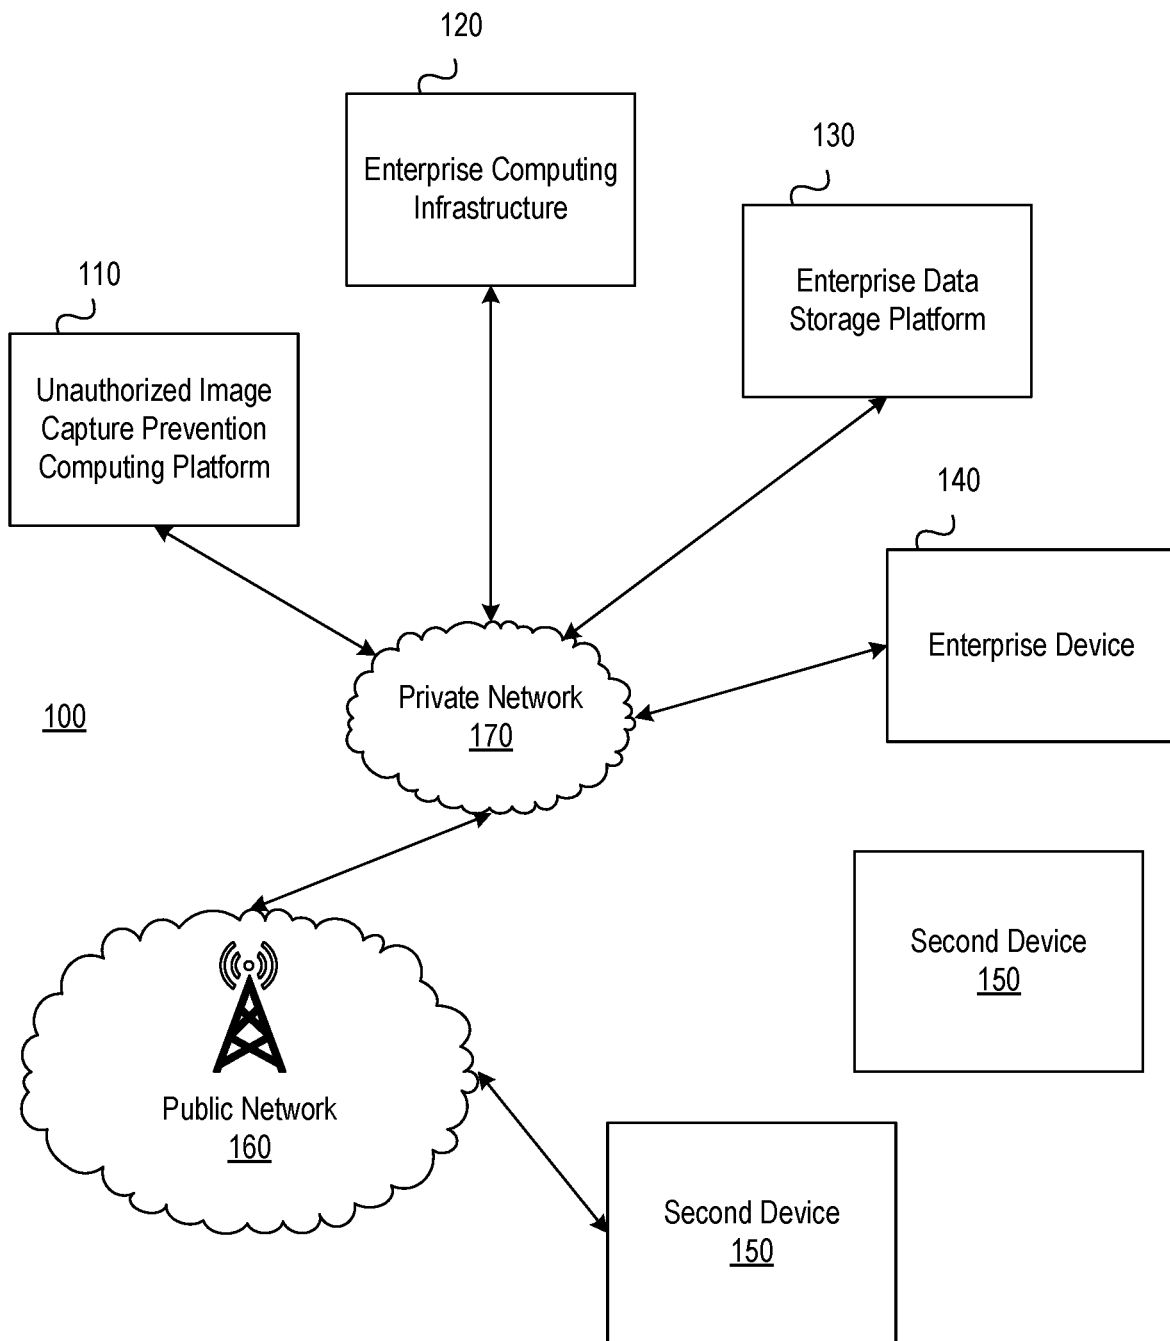 120
Enterprise Computing
Infrastructure
130
Enterprise Data
Storage Platform
110
Unauthorized Image
Capture Prevention
Computing Platform
140
Enterprise Device
Private Network
170
100
Second Device
150
Public Network
160
Second Device
150